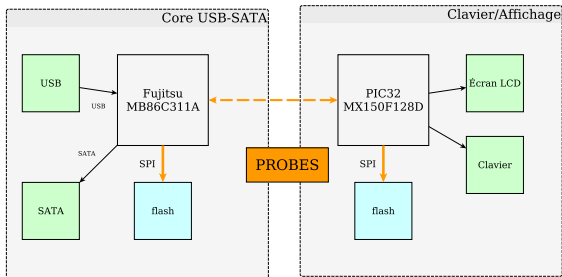 Core USB-SATA
Clavier/Affichage
USB
USB
Fujitsu
MB86C311A
PIC32
MX150F128D
Écran LCD
SATA
SPI
PROBES
SPI
Clavier
SATA
flash
flash